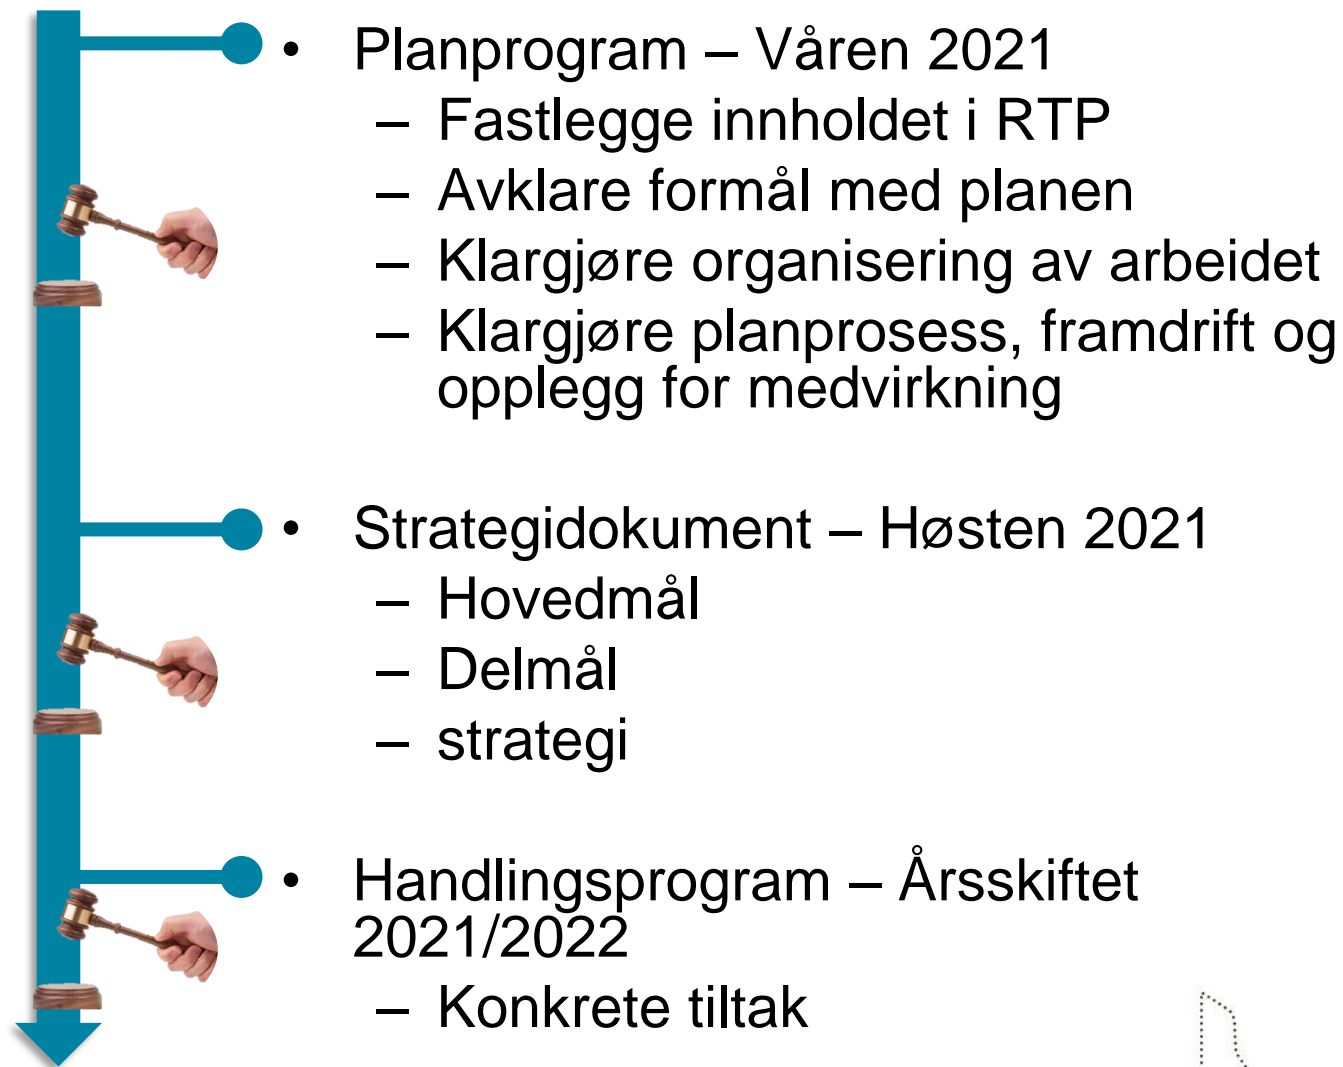 • Planprogram – Våren 2021
– Fastlegge innholdet i RTP
– Avklare formål med planen
– Klargjøre organisering av arbeidet
– Klargjøre planprosess, framdrift og
opplegg for medvirkning
• Strategidokument – Høsten 2021
– Hovedmål
– Delmål
– strategi
• Handlingsprogram – Årsskiftet
2021/2022
– Konkrete tiltak